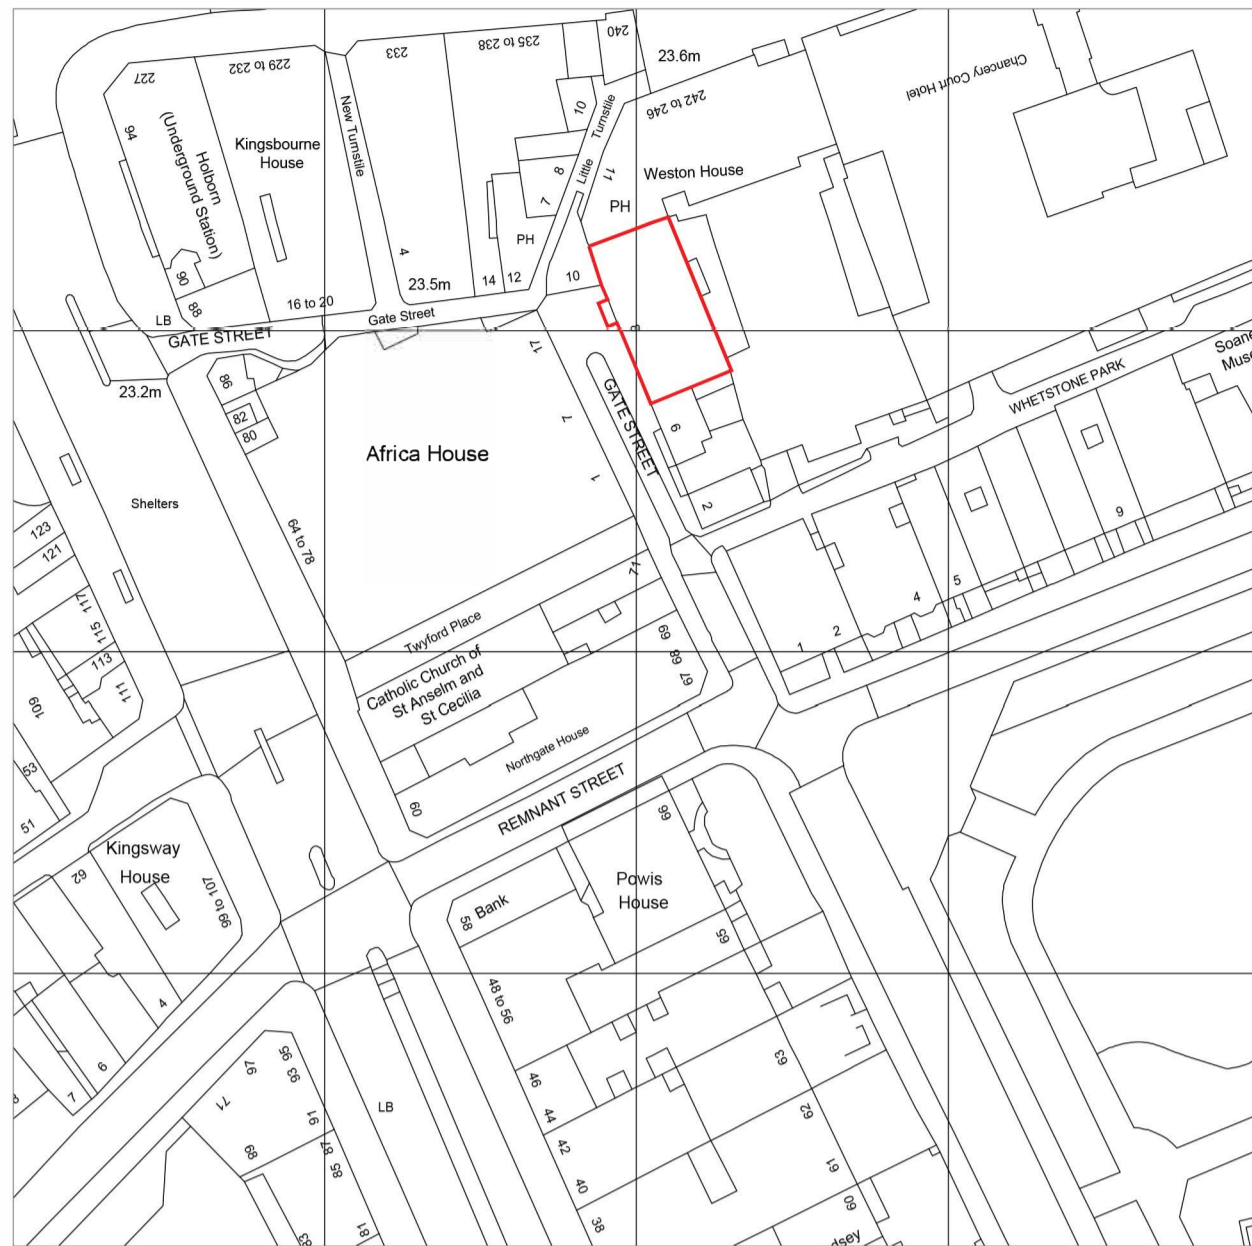 227
229 to 232
233
235 to 238
240
23.6m
242 to 246
Chancery Court Hotel
94
Holborn
(Underground Station)
Kingsbourne
House
New Turnstile
10
Little
Turnstile
11
8
7
Weston House
PH
PH
4
90
88
LB
16 to 20
23.5m
14
12
10
Gate Street
GATE STREET
23.2m
86
82
80
17
8
7
1
GATE STREET
6
2
WHETSTONE PARK
Soane
Africa House
Shelters
64 to 78
123
121
117
115
113
111
109
53
51
9
5
4
2
1
Twyford Place
71
Catholic Church of
St Anselm and
St Cecilia
69
68
67
Northgate House
60
REMNANT STREET
66
Kingsway
House
62
99 to 107
Powis
House
58
Bank
65
48 to 56
4
6
7
97
95
93
71
91
89
87
85
81
83
LB
46
44
42
40
38
63
62
61
60